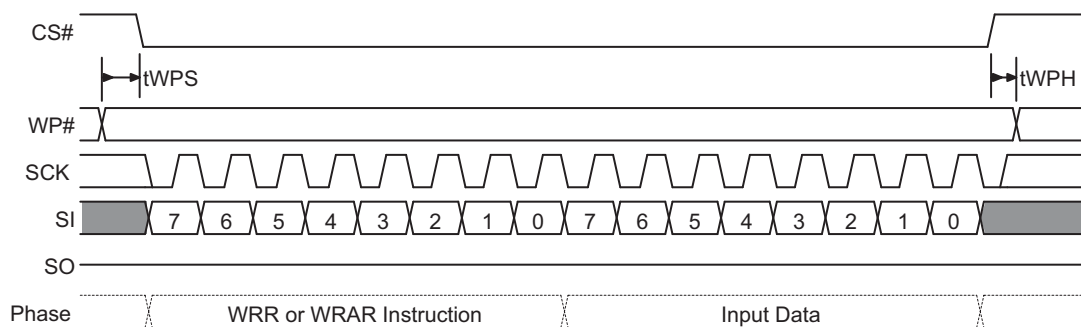 CS#
tWPS
tWPH
WP#
SCK
SI 7 6 5 4 3 2 1 0 7 6 5 4 3 2 1 0
SO
Phase WRR or WRAR Instruction Input Data